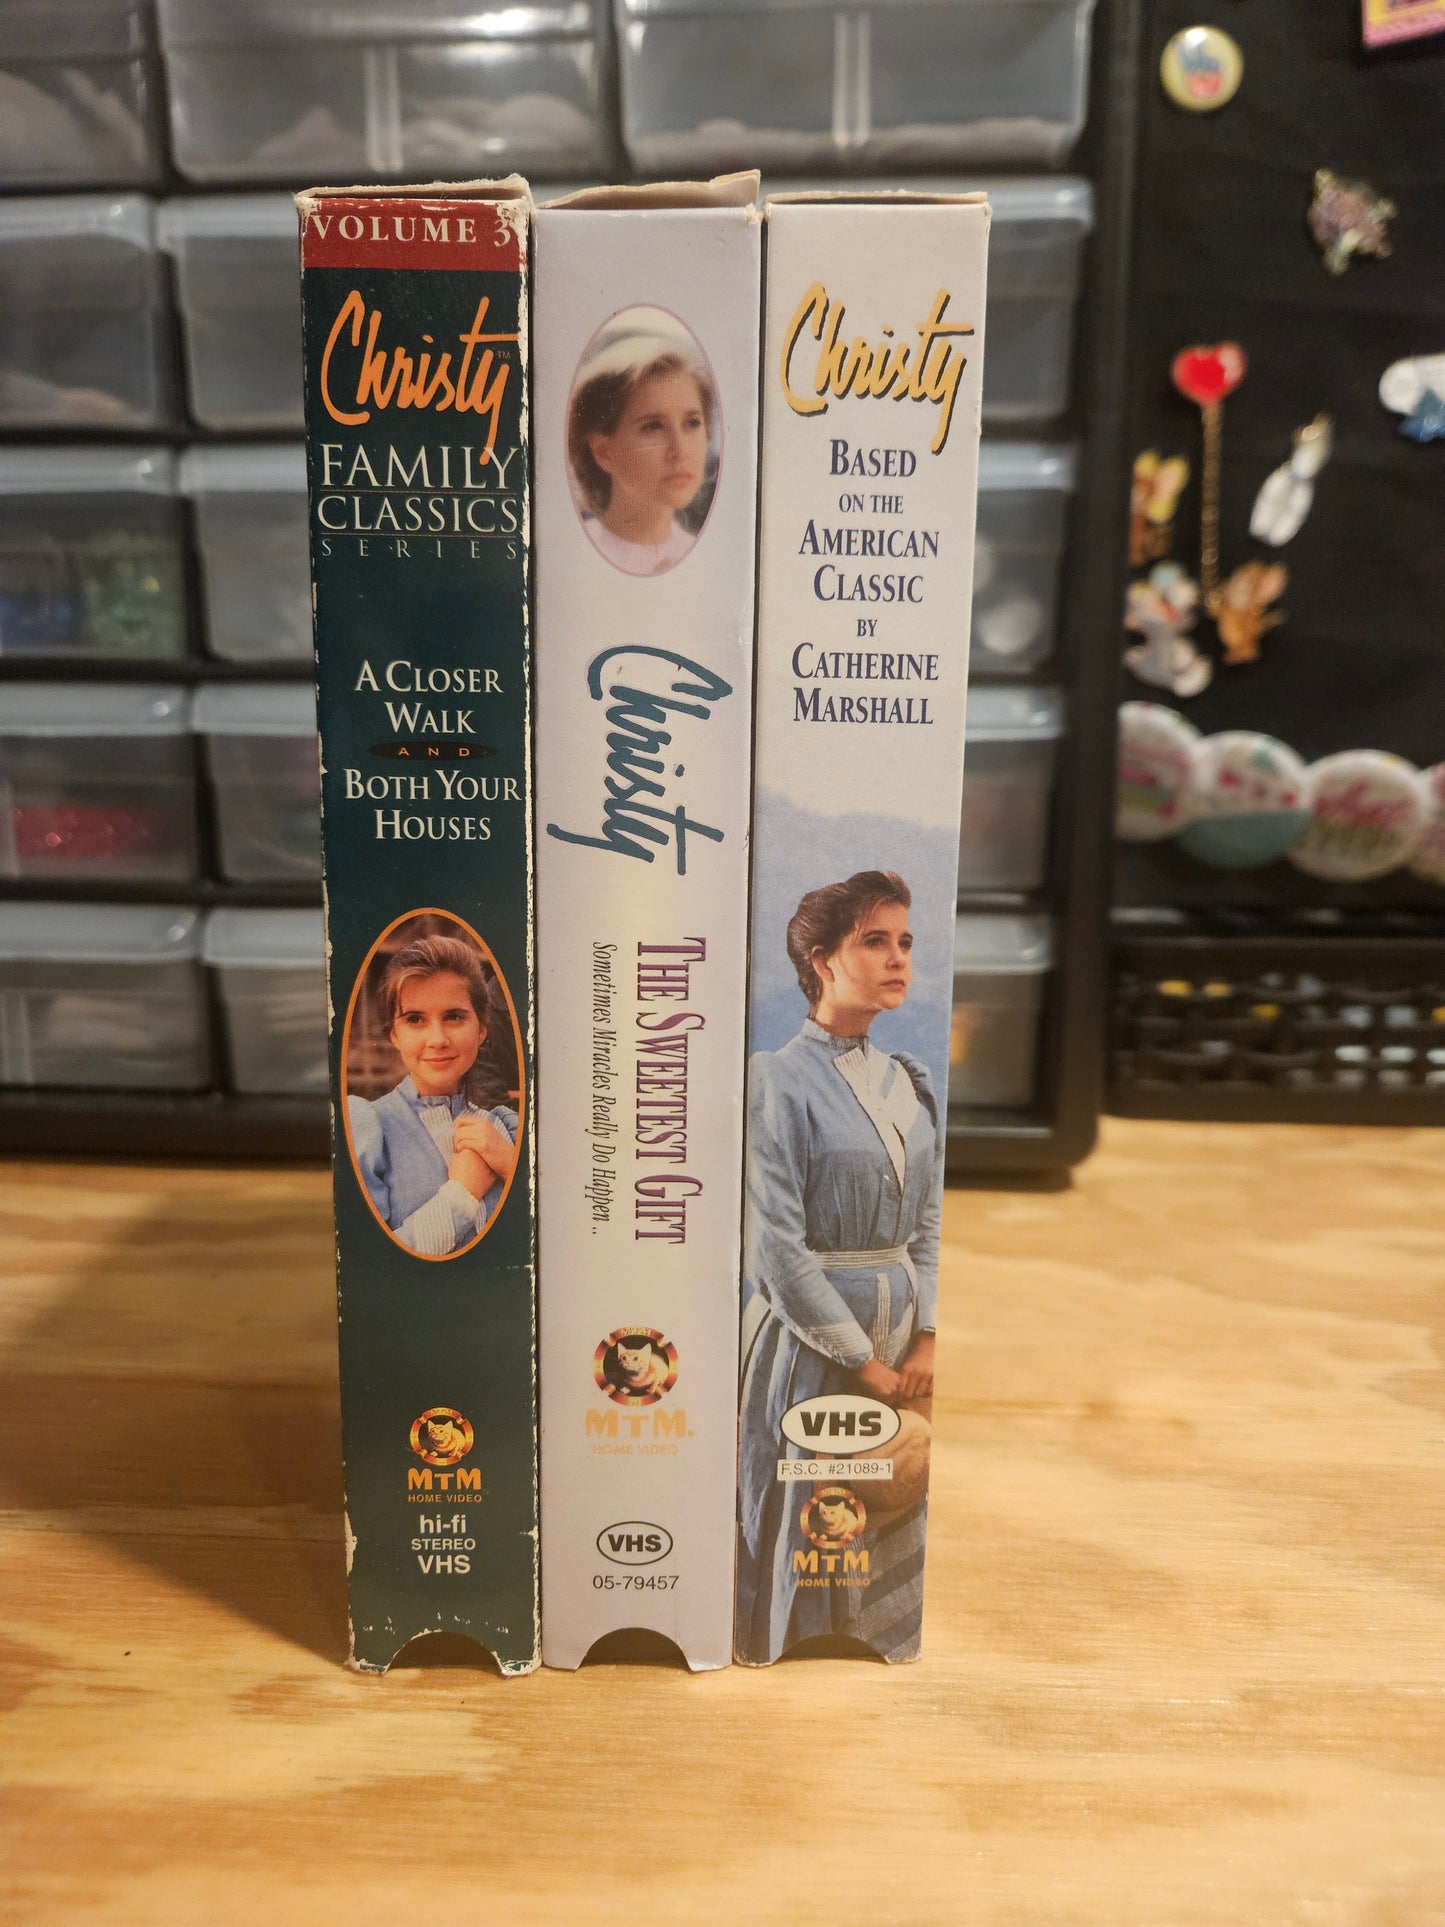 VOLUME 3
Christy™
FAMILY
CLASSICS
SERIES
A CLOSER
WALK
AND
BOTH YOUR
HOUSES
MTM
HOME VIDEO
hi-fi
STEREO
VHS
Christy
THE SWEETEST GIFT
Sometimes Miracles Really Do Happen ..
MTM®
HOME VIDEO
VHS
05-79457
Christy
BASED
ON THE
AMERICAN
CLASSIC
BY
CATHERINE
MARSHALL
VHS
F.S.C. #21089-1
MTM
HOME VIDEO